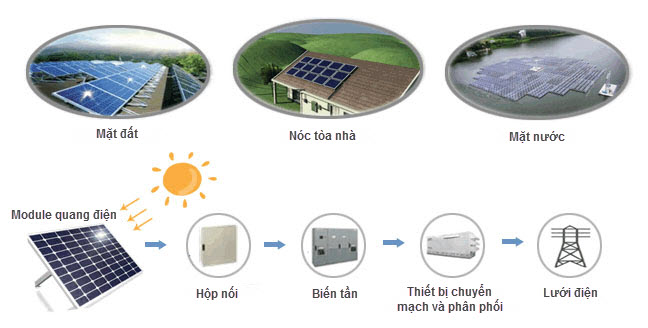 Mặt đất
Nóc tòa nhà
Mặt nước
Module quang điện
Hộp nối
Biến tần
Thiết bị chuyển
mạch và phân phối
Lưới điện